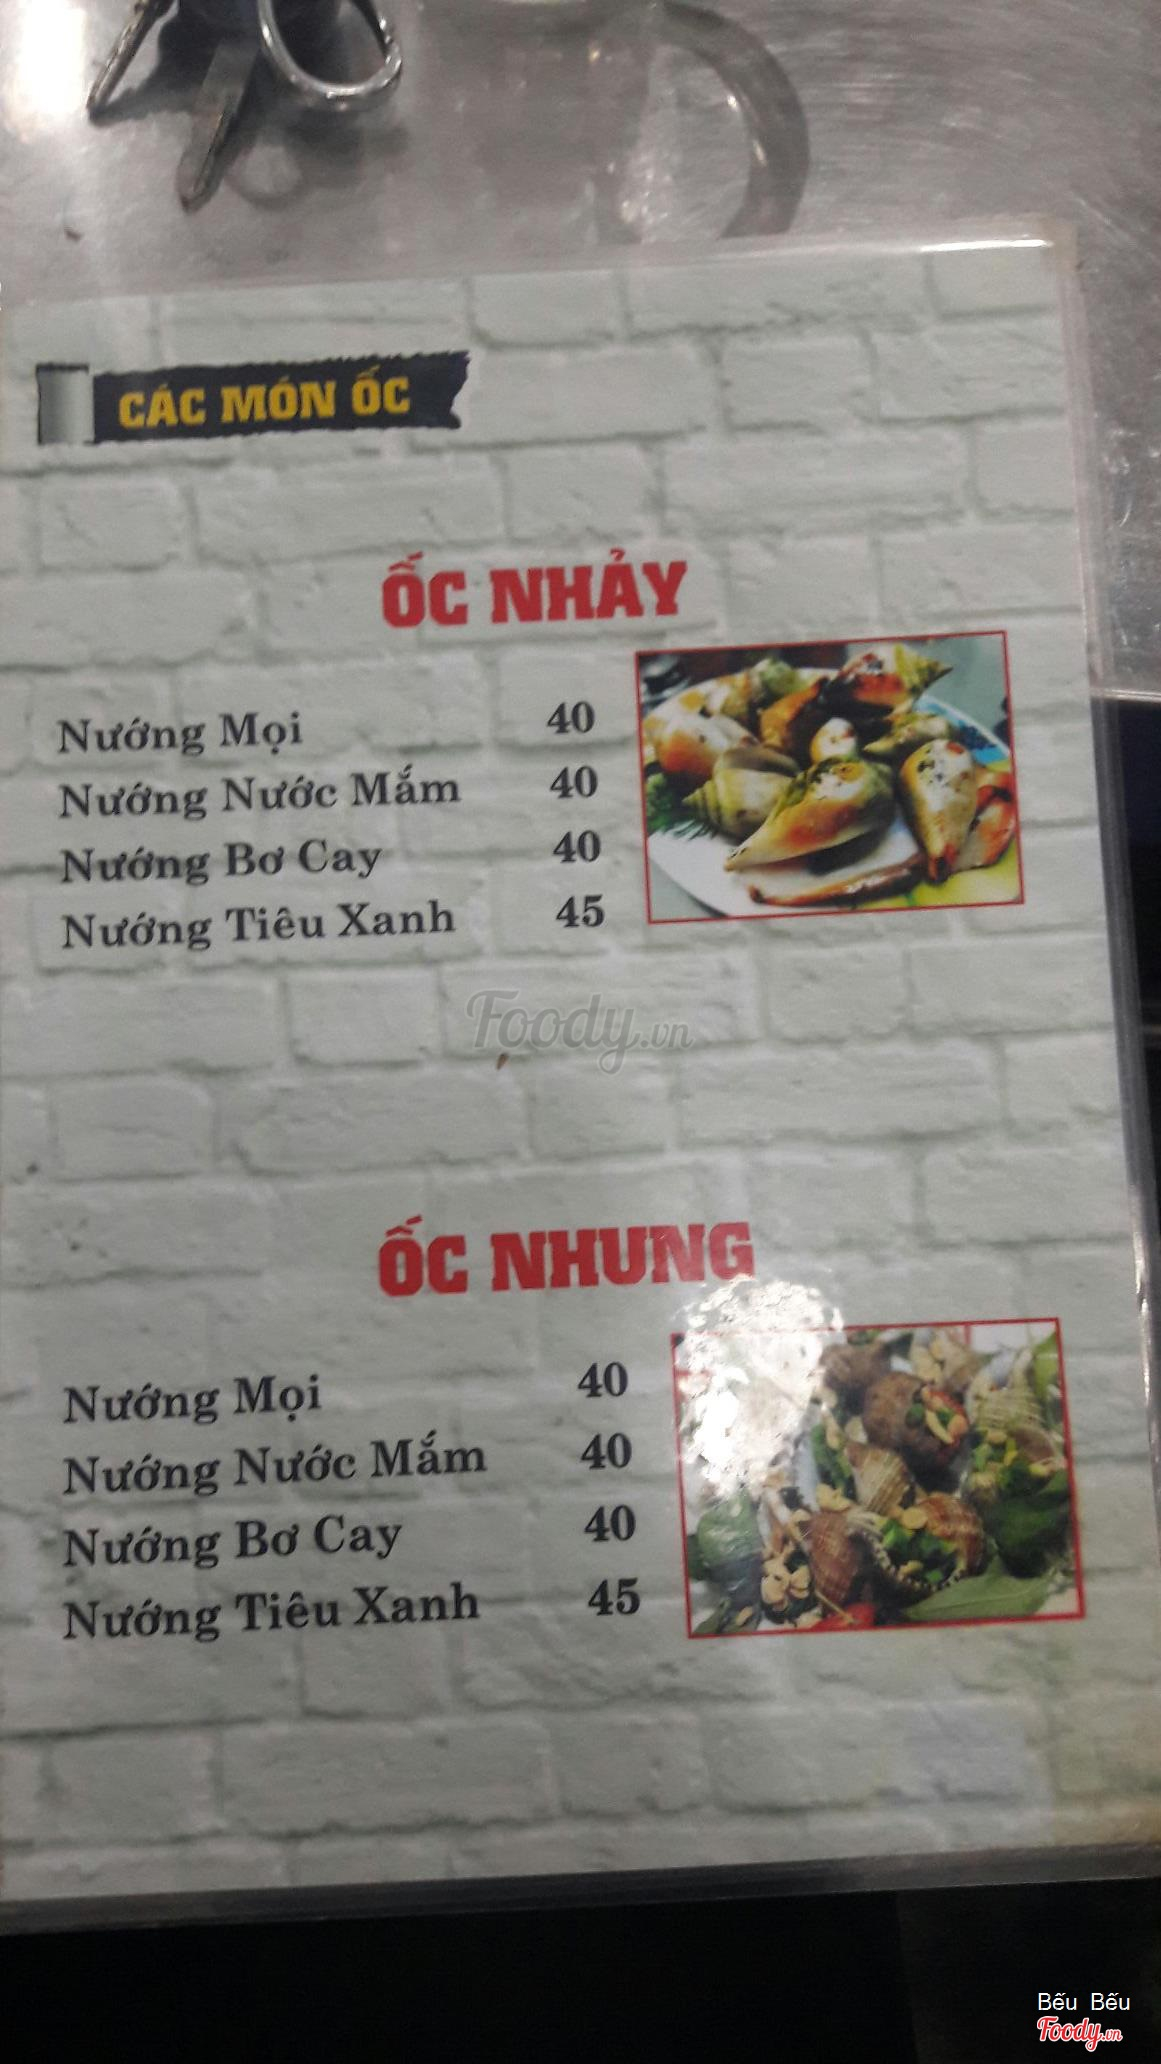 CÁC MÓN ỐC
ỐC NHẢY
Nướng Mọi 40
Nướng Nước Mắm 40
Nướng Bơ Cay 40
Nướng Tiêu Xanh 45
Foody.vn
ỐC NHUNG
Nướng Mọi 40
Nướng Nước Mắm 40
Nướng Bơ Cay 40
Nướng Tiêu Xanh 45
Bếu Bếu
Foody.vn